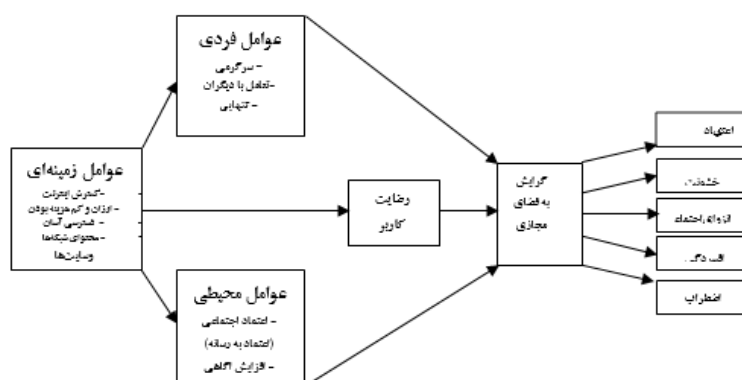 عوامل فردی
- سرگرمی
-تعامل با دیگران
- تنهایی
عوامل زمینه‌ای
-گسترش اینترنت
- ارزان و کم هزینه بودن
- دسترسی آسان
-محتوای شبکه‌ها
وسایت‌ها
رضایت
کاربر
عوامل محیطی
- اعتماد اجتماعی
(اعتماد به رسانه)
- افزایش آگاهی
گرایش
به فضای
مجازی
اعتیاد
خشونت
انزوای اجتماعی
افسردگی
اضطراب